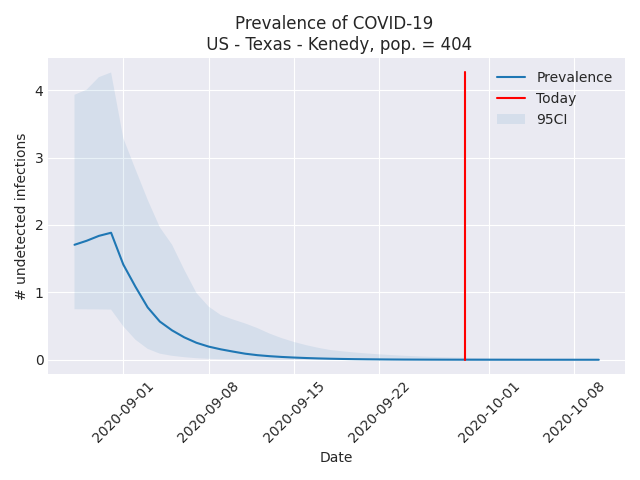 Prevalence of COVID-19
US - Texas - Kenedy, pop. = 404
Prevalence
Today
95CI
# undetected infections
4
3
2
1
0
2020-09-01
2020-09-08
2020-09-15
2020-09-22
2020-10-01
2020-10-08
Date